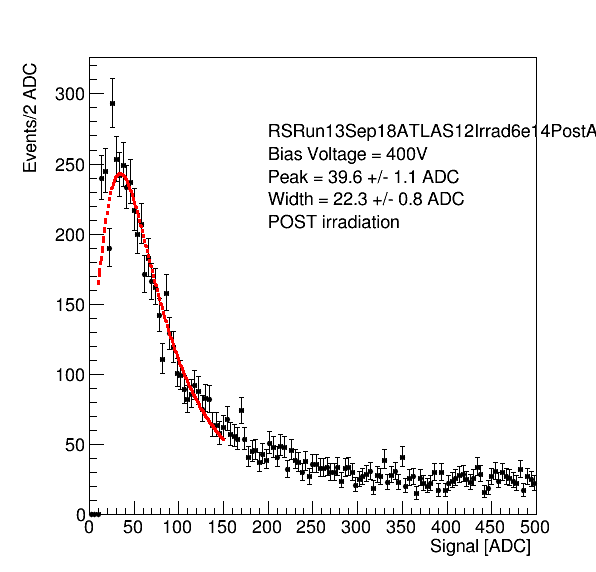 Events/2 ADC
300
250
200
150
100
50
0
RSRun13Sep18ATLAS12Irrad6e14PostA
Bias Voltage = 400V
Peak = 39.6 +/- 1.1 ADC
Width = 22.3 +/- 0.8 ADC
POST irradiation
0 50 100 150 200 250 300 350 400 450 500
Signal [ADC]